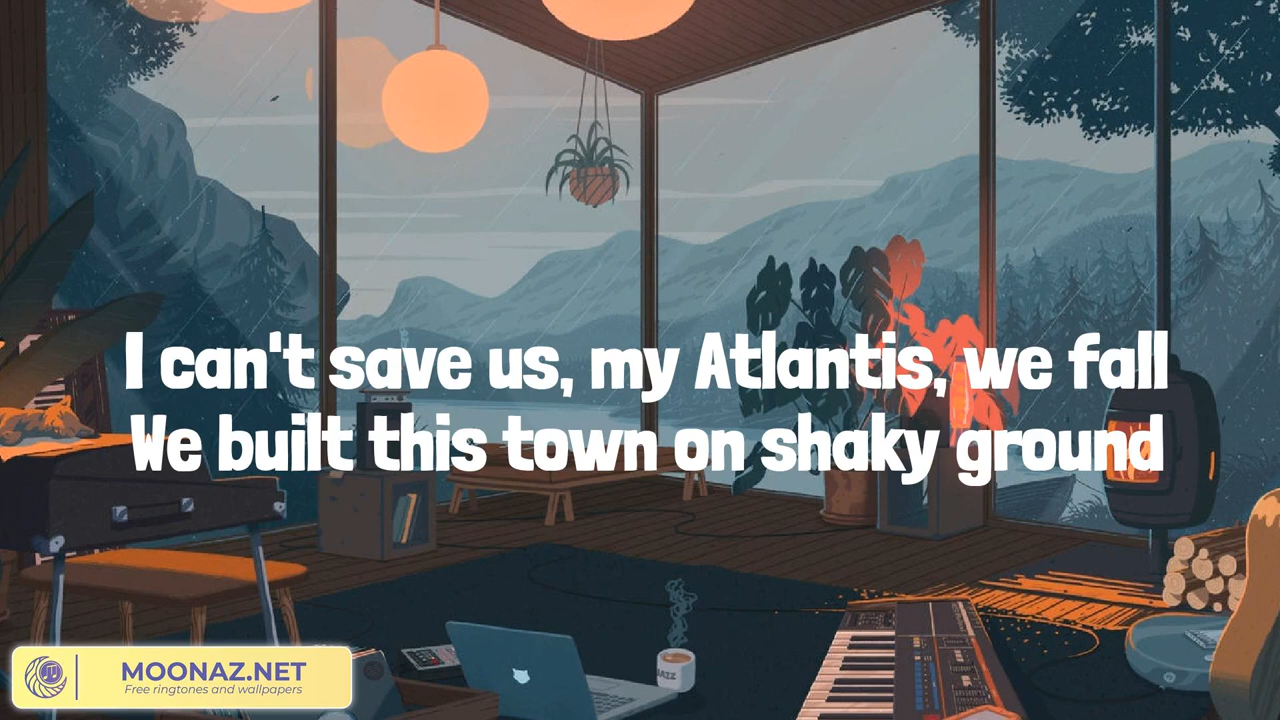 I can't save us, my Atlantis, we fall
We built this town on shaky ground
JAZZ
MOONAZ.NET
Free ringtones and wallpapers